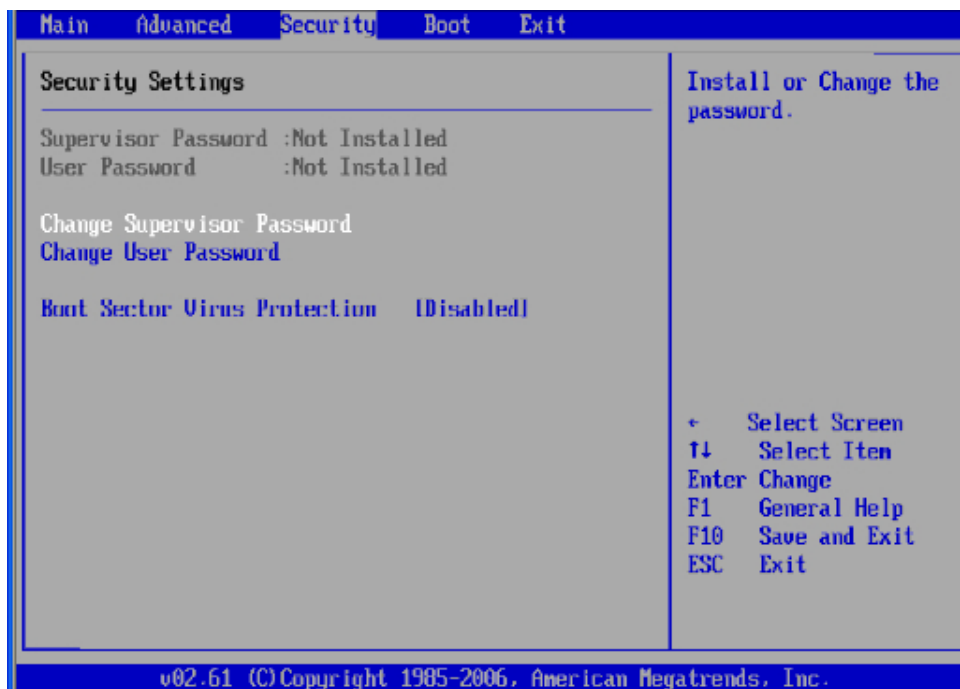 Main Advanced Security Boot Exit
Security Settings
Supervisor Password :Not Installed
User Password :Not Installed
Change Supervisor Password
Change User Password
Boot Sector Virus Protection [Disabled]
Install or Change the
password.
← Select Screen
↑↓ Select Item
Enter Change
F1 General Help
F10 Save and Exit
ESC Exit
v02.61 (C)Copyright 1985-2006, American Megatrends, Inc.